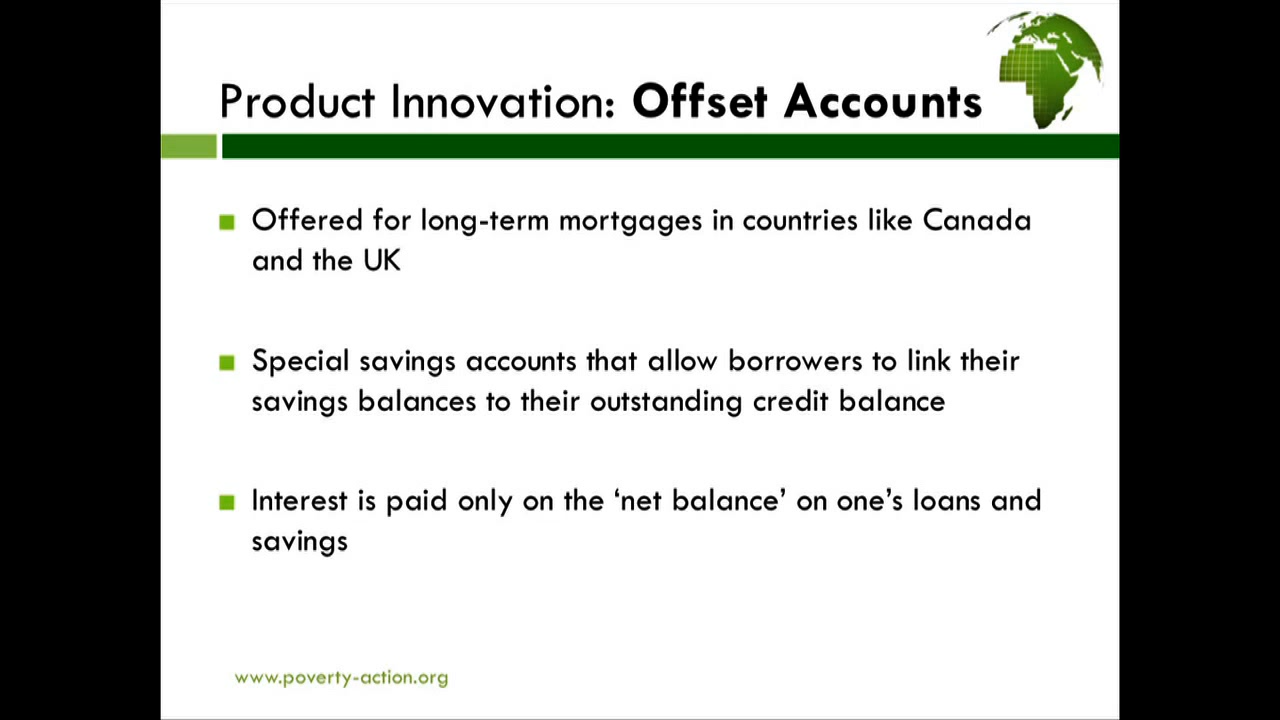 Product Innovation: Offset Accounts
Offered for long-term mortgages in countries like Canada
and the UK
Special savings accounts that allow borrowers to link their
savings balances to their outstanding credit balance
Interest is paid only on the ‘net balance’ on one’s loans and
savings
www.poverty-action.org